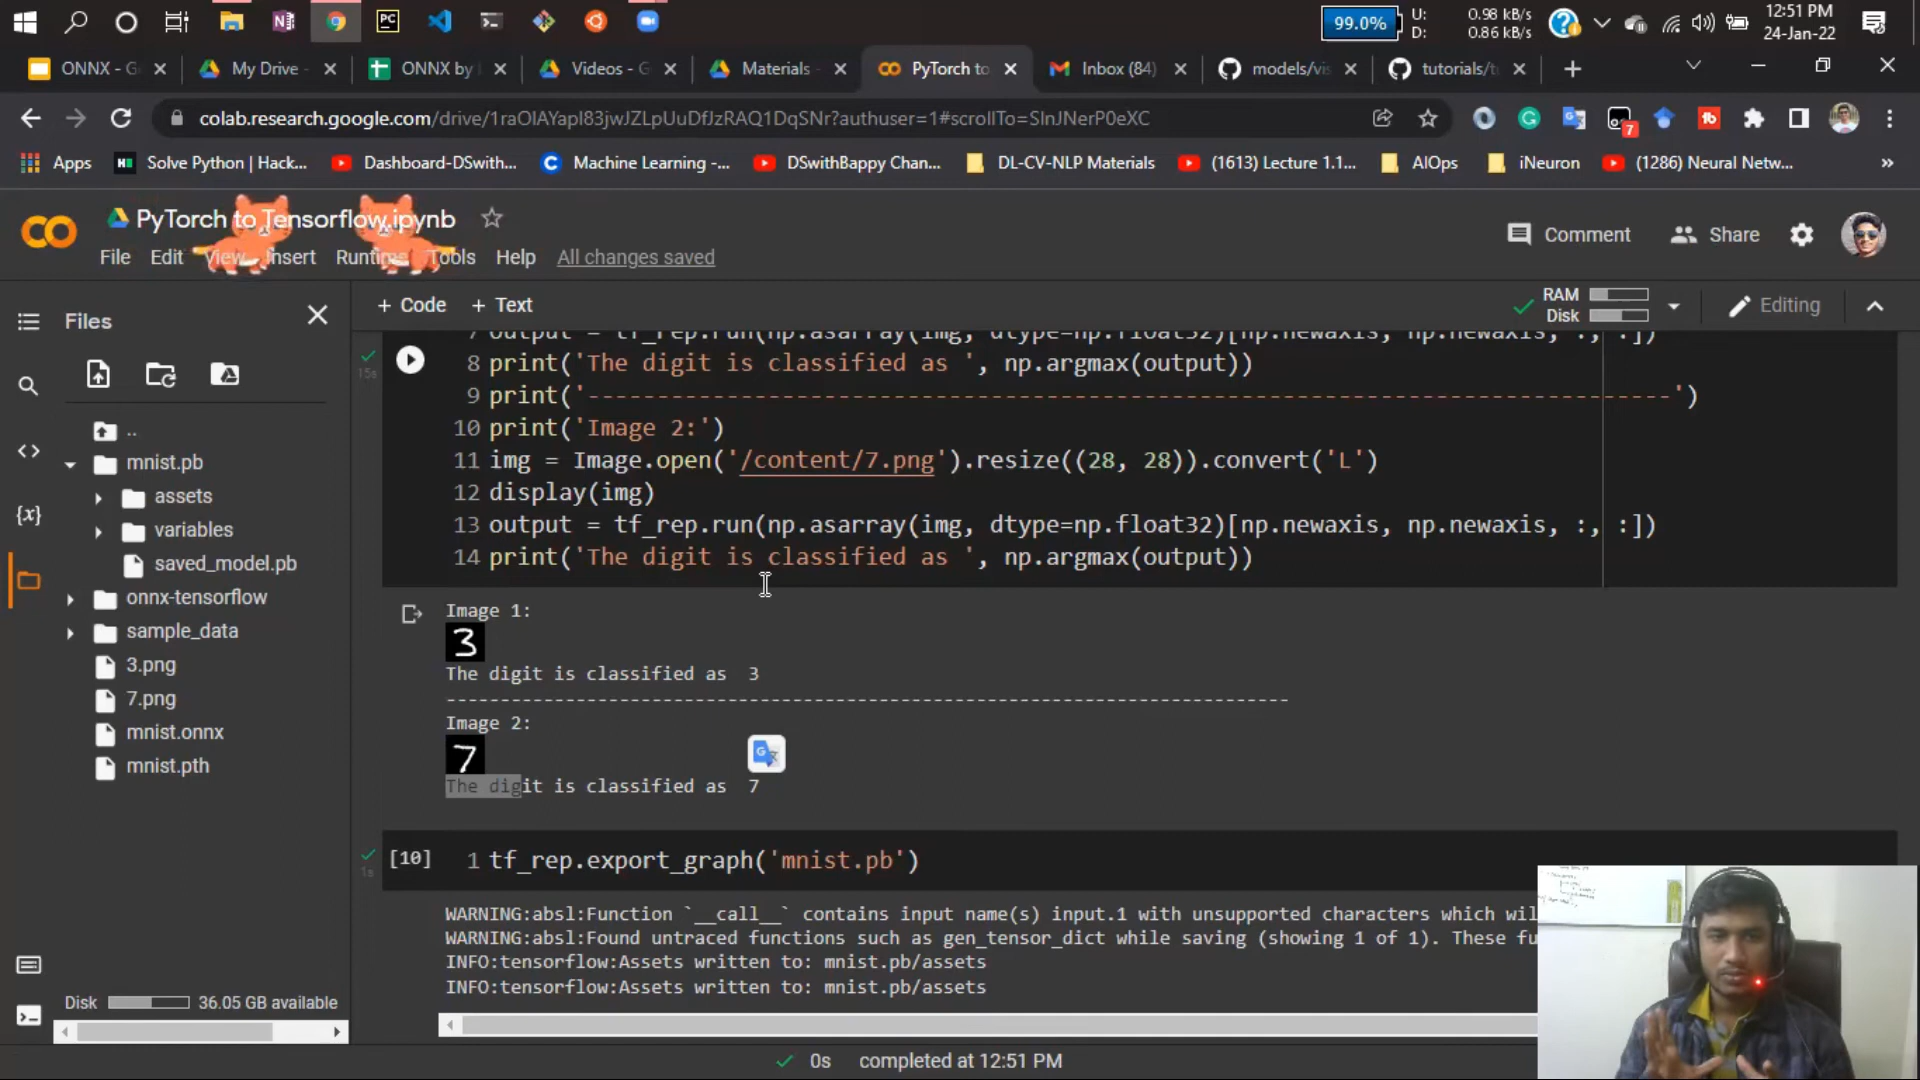 99.0%
U: 0.98 kB/s
D: 0.86 kB/s
12:51 PM
24-Jan-22
ONNX - G
My Drive -
ONNX by
Videos - G
Materials
PyTorch to
Inbox (84)
models/vis
tutorials/t
colab.research.google.com/drive/1raOlAYapl83jwJZLpUuDfJzRAQ1DqSNr?authuser=1#scrollTo=SlnJNerP0eXC
7
Apps
Solve Python | Hack...
Dashboard-DSwith...
Machine Learning -...
DSwithBappy Chan...
DL-CV-NLP Materials
(1613) Lecture 1.1...
AIOps
iNeuron
(1286) Neural Netw...
»
PyTorch to Tensorflow.ipynb
File Edit View Insert Runtime Tools Help All changes saved
Comment
Share
+ Code + Text
RAM
Disk
Editing
Files
..
mnist.pb
assets
variables
saved_model.pb
onnx-tensorflow
sample_data
3.png
7.png
mnist.onnx
mnist.pth
Disk 36.05 GB available
15s
7 output = tf_rep.run(np.asarray(img, dtype=np.float32)[np.newaxis, np.newaxis, :, :])
8 print('The digit is classified as ', np.argmax(output))
9 print('------------------------------------------------------------------------------')
10 print('Image 2:')
11 img = Image.open('/content/7.png').resize((28, 28)).convert('L')
12 display(img)
13 output = tf_rep.run(np.asarray(img, dtype=np.float32)[np.newaxis, np.newaxis, :, :])
14 print('The digit is classified as ', np.argmax(output))
Image 1:
3
The digit is classified as 3
------------------------------------------------------------------------------
Image 2:
7
The digit is classified as 7
[10] 1 tf_rep.export_graph('mnist.pb')
1s
WARNING:absl:Function `__call__` contains input name(s) input.1 with unsupported characters which wil
WARNING:absl:Found untraced functions such as gen_tensor_dict while saving (showing 1 of 1). These fu
INFO:tensorflow:Assets written to: mnist.pb/assets
INFO:tensorflow:Assets written to: mnist.pb/assets
0s completed at 12:51 PM